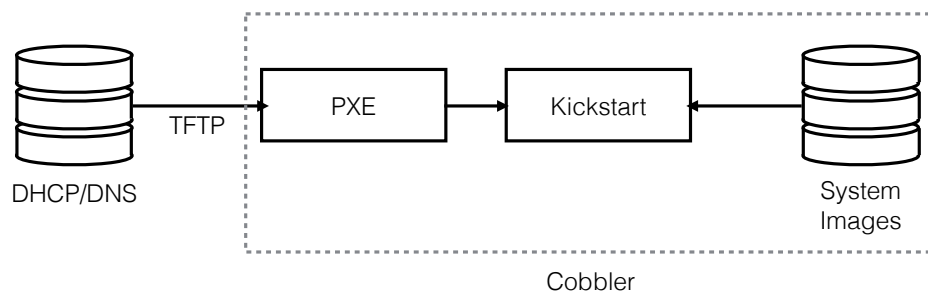 PXE
Kickstart
TFTP
DHCP/DNS
System
Images
Cobbler